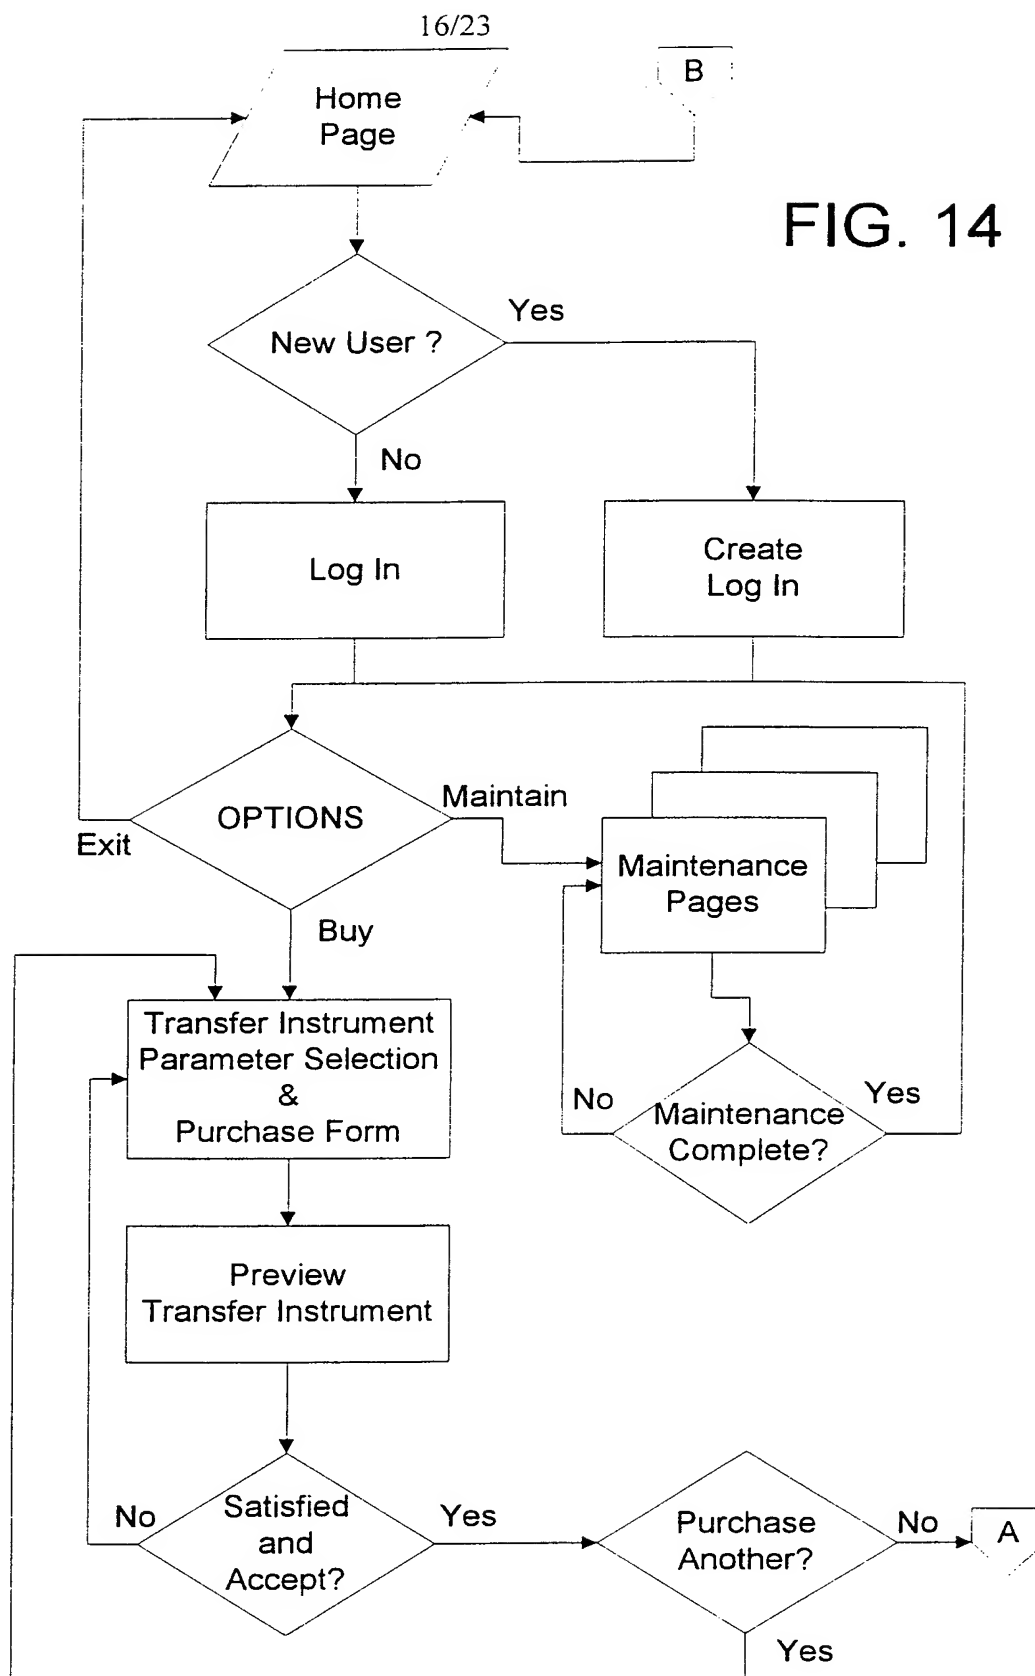 16/23
B
Home
Page
FIG. 14
Yes
New User ?
No
Log In
Create
Log In
Maintain
OPTIONS
Exit
Maintenance
Pages
Buy
Transfer Instrument
Parameter Selection
&
Purchase Form
No
Yes
Maintenance
Complete?
Preview
Transfer Instrument
No
Satisfied
and
Accept?
Yes
Purchase
Another?
No
A
Yes